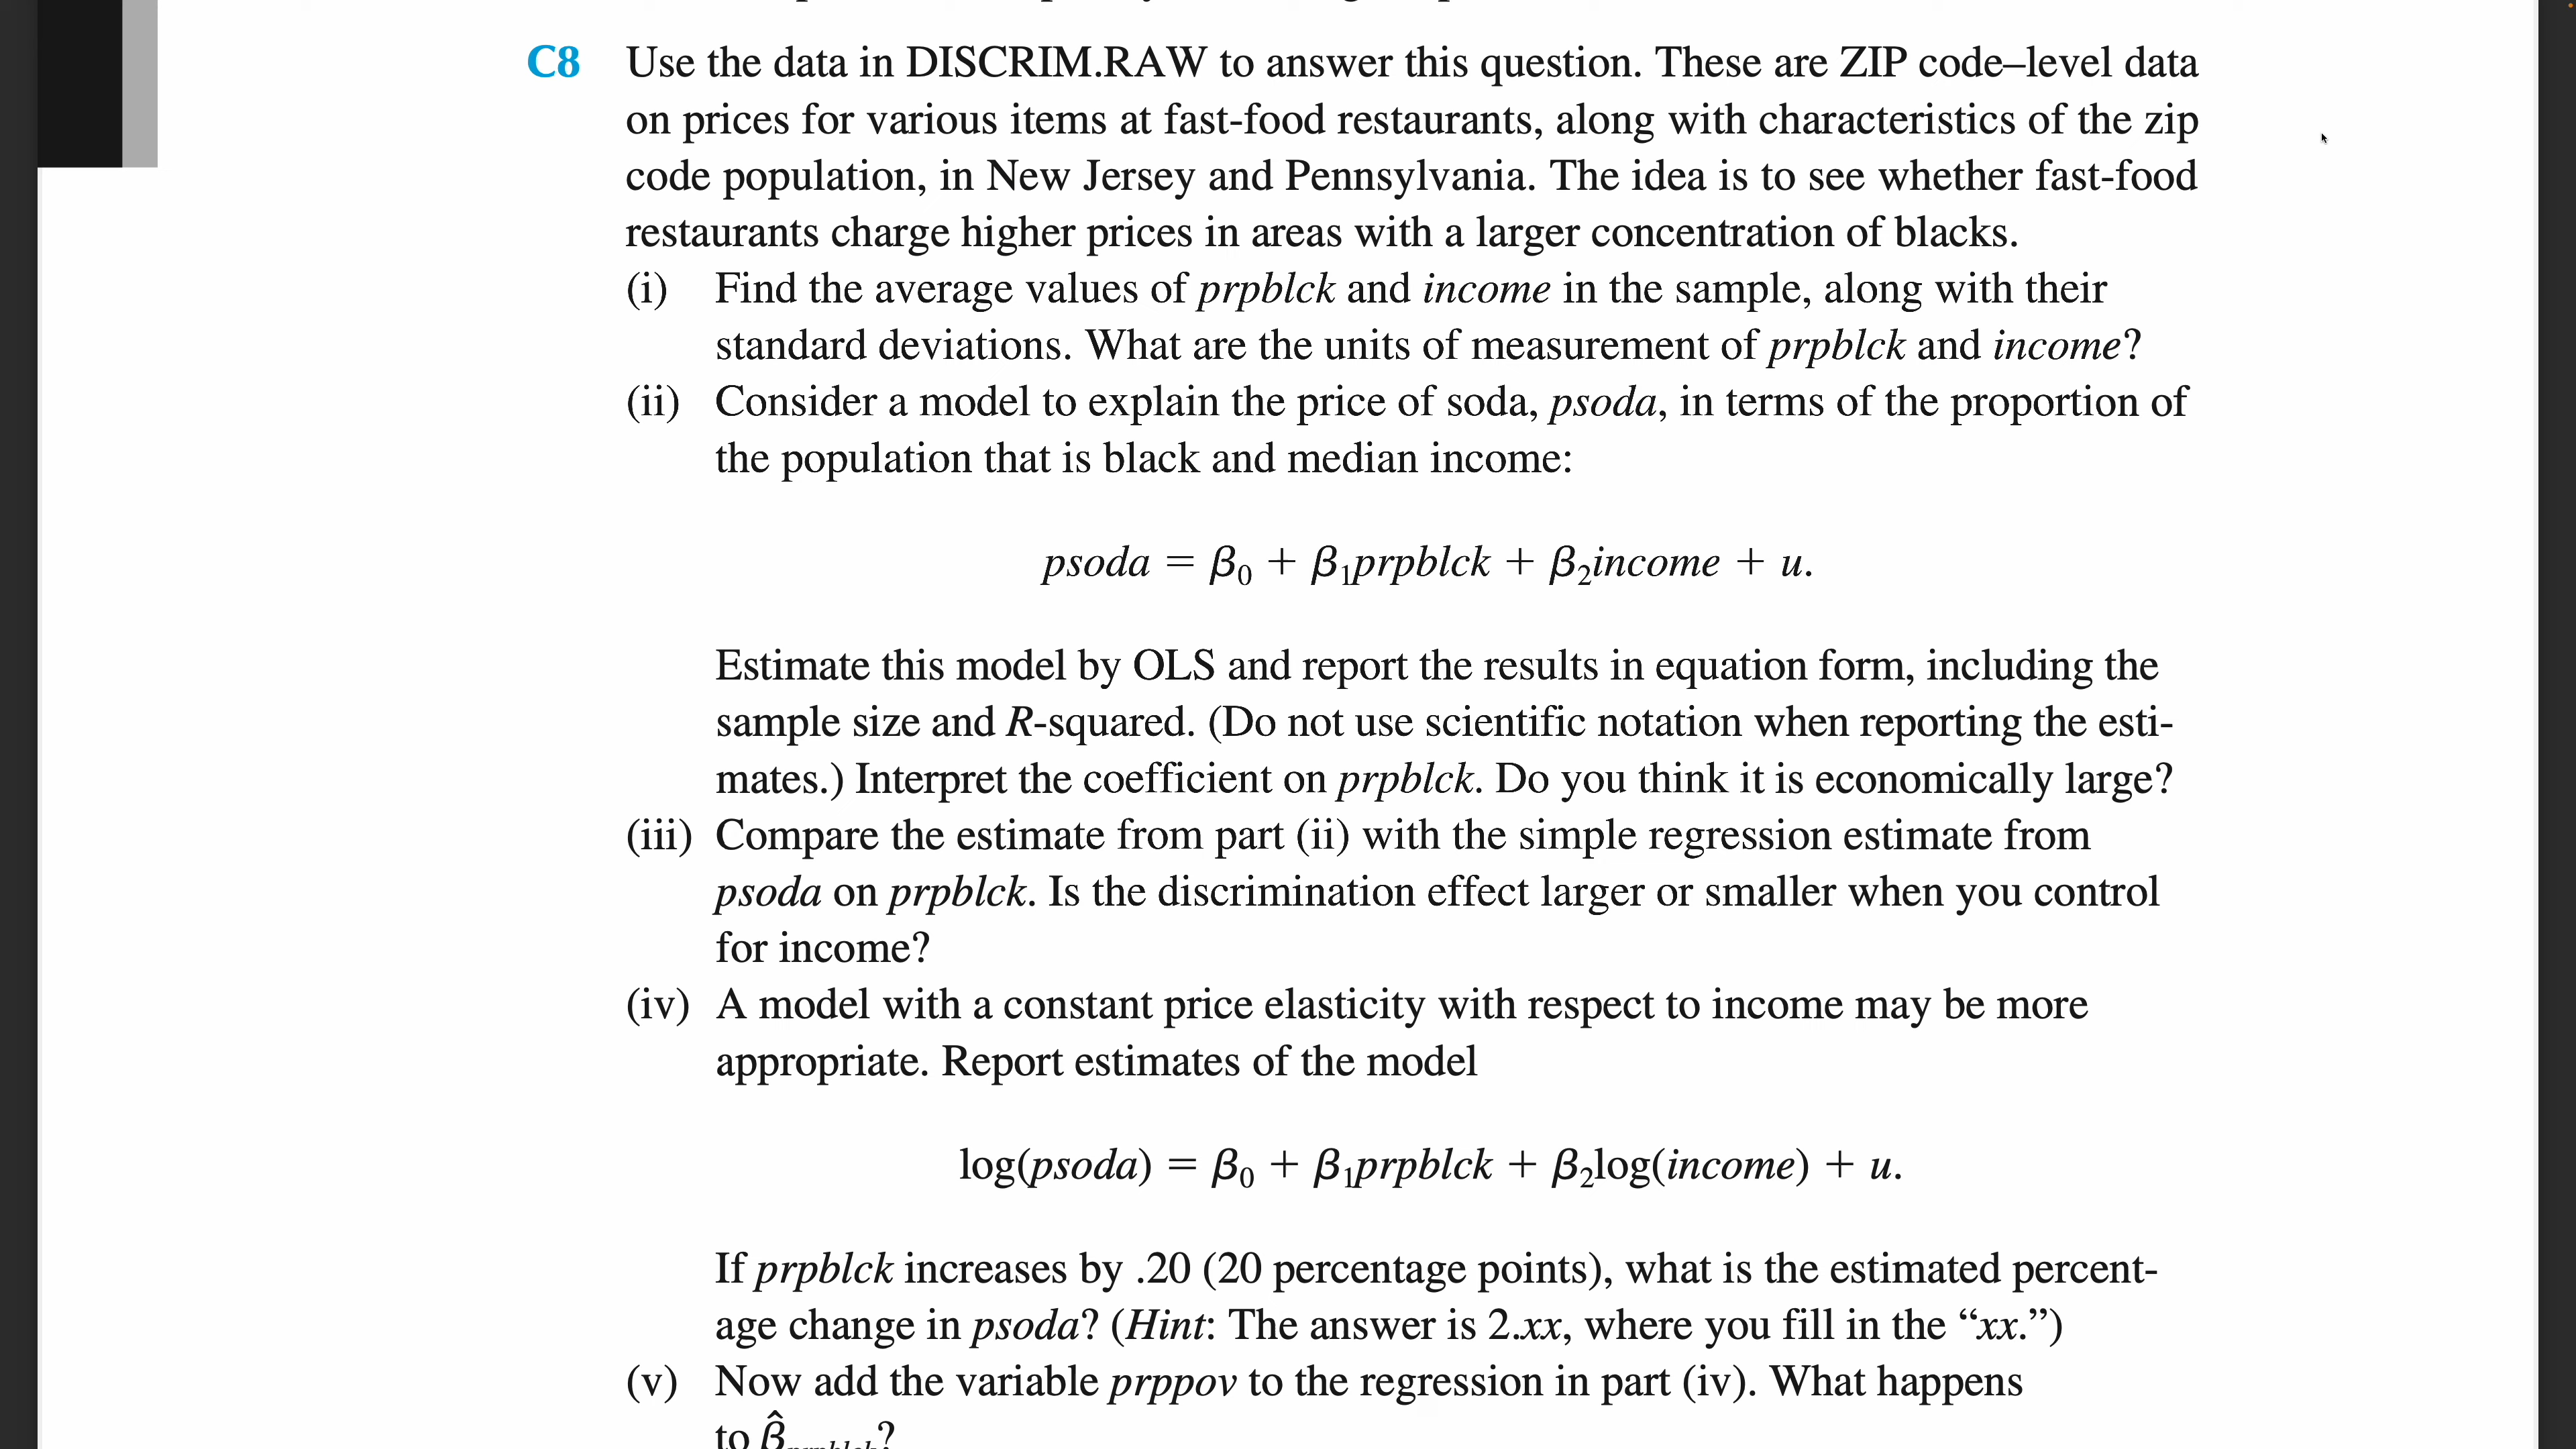 C8 Use the data in DISCRIM.RAW to answer this question. These are ZIP code–level data
on prices for various items at fast-food restaurants, along with characteristics of the zip
code population, in New Jersey and Pennsylvania. The idea is to see whether fast-food
restaurants charge higher prices in areas with a larger concentration of blacks.
(i) Find the average values of prpblck and income in the sample, along with their
standard deviations. What are the units of measurement of prpblck and income?
(ii) Consider a model to explain the price of soda, psoda, in terms of the proportion of
the population that is black and median income:
psoda = β₀ + β₁prpblck + β₂income + u.
Estimate this model by OLS and report the results in equation form, including the
sample size and R-squared. (Do not use scientific notation when reporting the esti-
mates.) Interpret the coefficient on prpblck. Do you think it is economically large?
(iii) Compare the estimate from part (ii) with the simple regression estimate from
psoda on prpblck. Is the discrimination effect larger or smaller when you control
for income?
(iv) A model with a constant price elasticity with respect to income may be more
appropriate. Report estimates of the model
log(psoda) = β₀ + β₁prpblck + β₂log(income) + u.
If prpblck increases by .20 (20 percentage points), what is the estimated percent-
age change in psoda? (Hint: The answer is 2.xx, where you fill in the “xx.”)
(v) Now add the variable prppov to the regression in part (iv). What happens
to β̂?